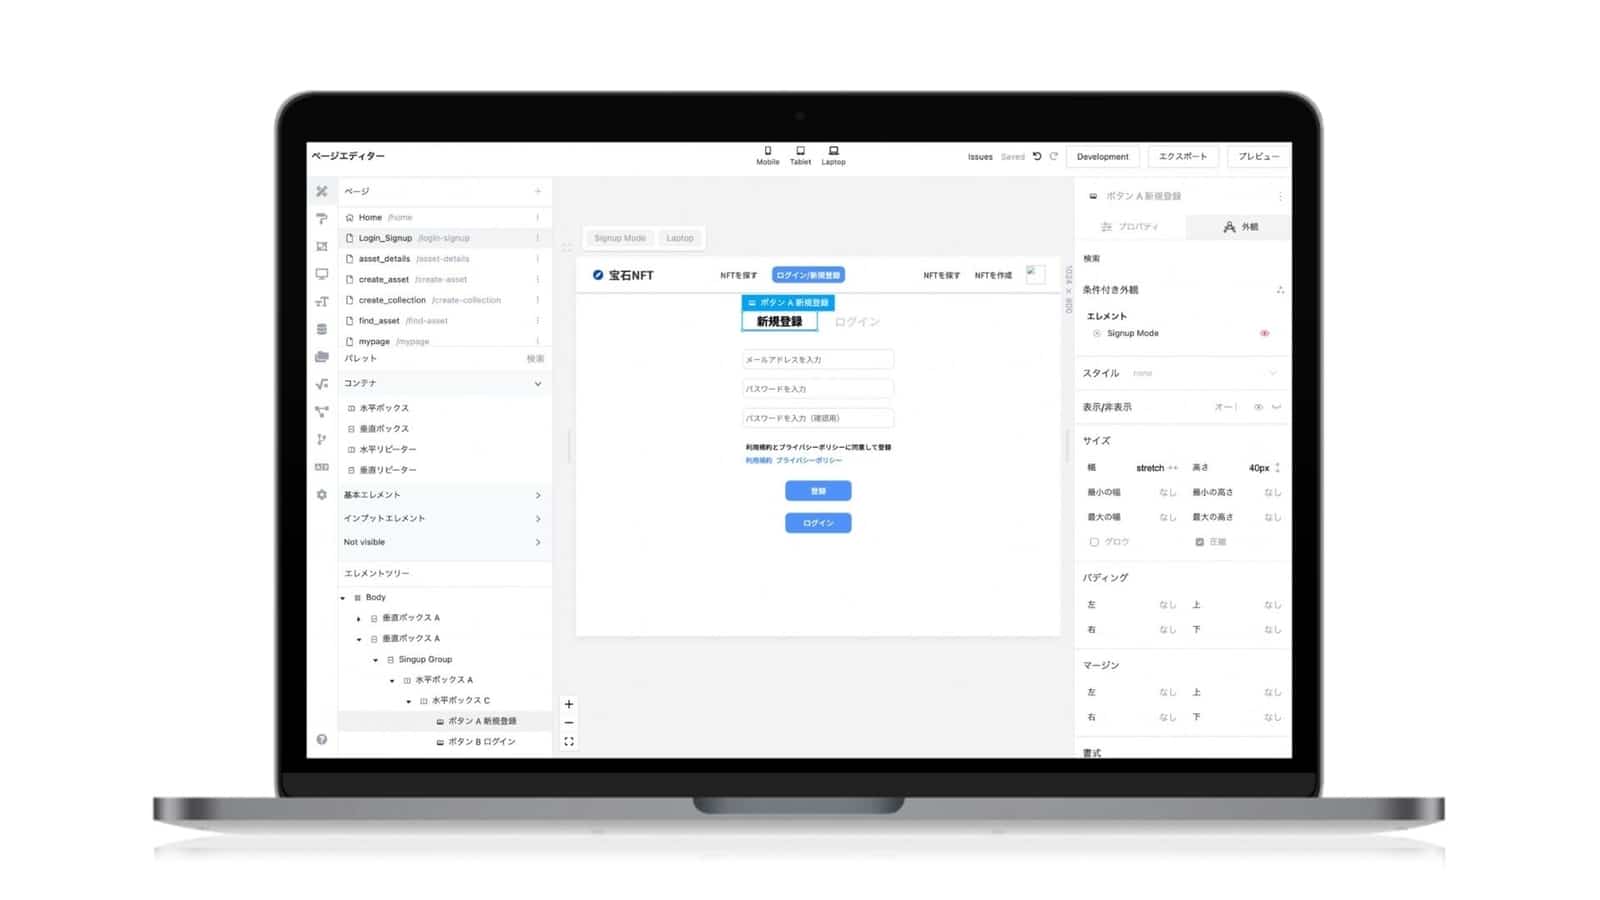 ページエディター
Mobile Tablet Laptop
Issues Saved Development エクスポート プレビュー
ページ
Home /home
Login_Signup /login-signup
asset_details /asset-details
create_asset /create-asset
create_collection /create-collection
find_asset /find-asset
mypage /mypage
パレット 検索
コンテナ
水平ボックス
垂直ボックス
水平リピーター
垂直リピーター
基本エレメント
インプットエレメント
Not visible
エレメントツリー
Body
垂直ボックス A
垂直ボックス A
Singup Group
水平ボックス A
水平ボックス C
ボタン A 新規登録
ボタン B ログイン
Signup Mode Laptop
宝石NFT NFTを探す ログイン/新規登録 NFTを探す NFTを作成
1024 × 800
ボタン A 新規登録
新規登録 ログイン
メールアドレスを入力
パスワードを入力
パスワードを入力（確認用）
利用規約とプライバシーポリシーに同意して登録
利用規約 プライバシーポリシー
登録
ログイン
ボタン A 新規登録
プロパティ 外観
検索
条件付き外観
エレメント
Signup Mode
スタイル none
表示/非表示 オート
サイズ
幅 stretch 高さ 40px
最小の幅 なし 最小の高さ なし
最大の幅 なし 最大の高さ なし
グロウ 圧縮
パディング
左 なし 上 なし
右 なし 下 なし
マージン
左 なし 上 なし
右 なし 下 なし
書式